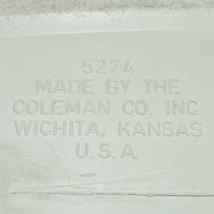 5274
MADE BY THE
COLEMAN CO. INC.
WICHITA, KANSAS
U.S.A.